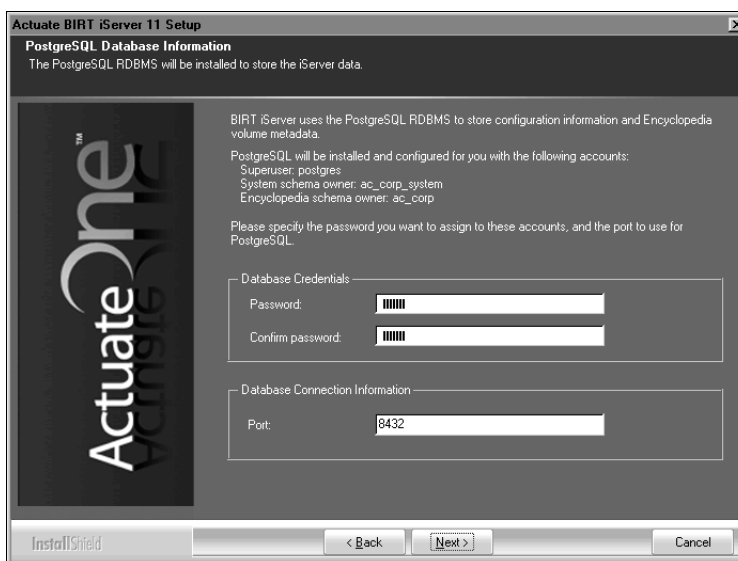 Actuate BIRT iServer 11 Setup
PostgreSQL Database Information
The PostgreSQL RDBMS will be installed to store the iServer data.
ActuateOne™
BIRT iServer uses the PostgreSQL RDBMS to store configuration information and Encyclopedia
volume metadata.
PostgreSQL will be installed and configured for you with the following accounts:
Superuser: postgres
System schema owner: ac_corp_system
Encyclopedia schema owner: ac_corp
Please specify the password you want to assign to these accounts, and the port to use for
PostgreSQL.
Database Credentials
Password:
Confirm password:
Database Connection Information
Port: 8432
InstallShield
< Back
Next >
Cancel